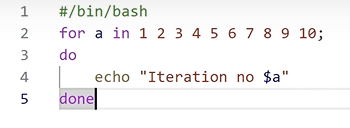 1 #/bin/bash
2 for a in 1 2 3 4 5 6 7 8 9 10;
3 do
4     echo "Iteration no $a"
5 done